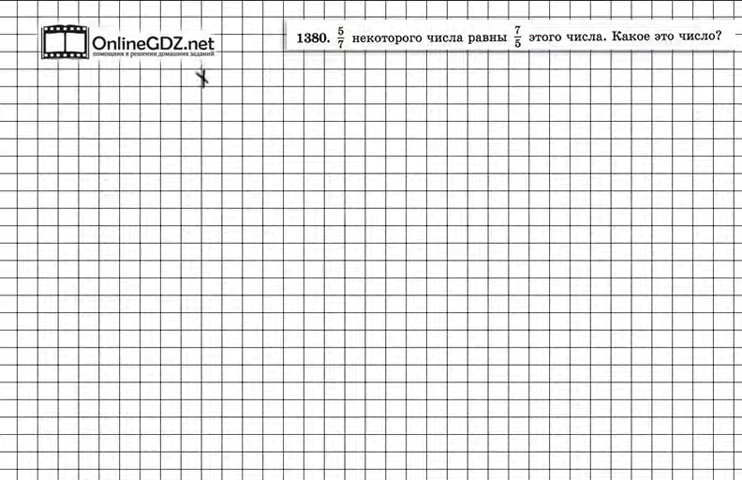 OnlineGDZ.net
помощник в решении домашних заданий
1380. 5/7 некоторого числа равны 7/5 этого числа. Какое это число?
x